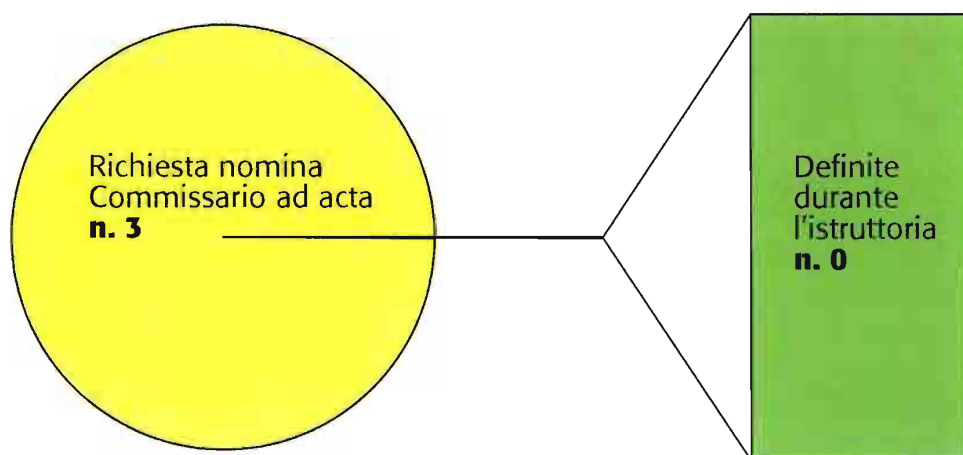 Richiesta nomina
Commissario ad acta
n. 3
Definite
durante
l'istruttoria
n. 0